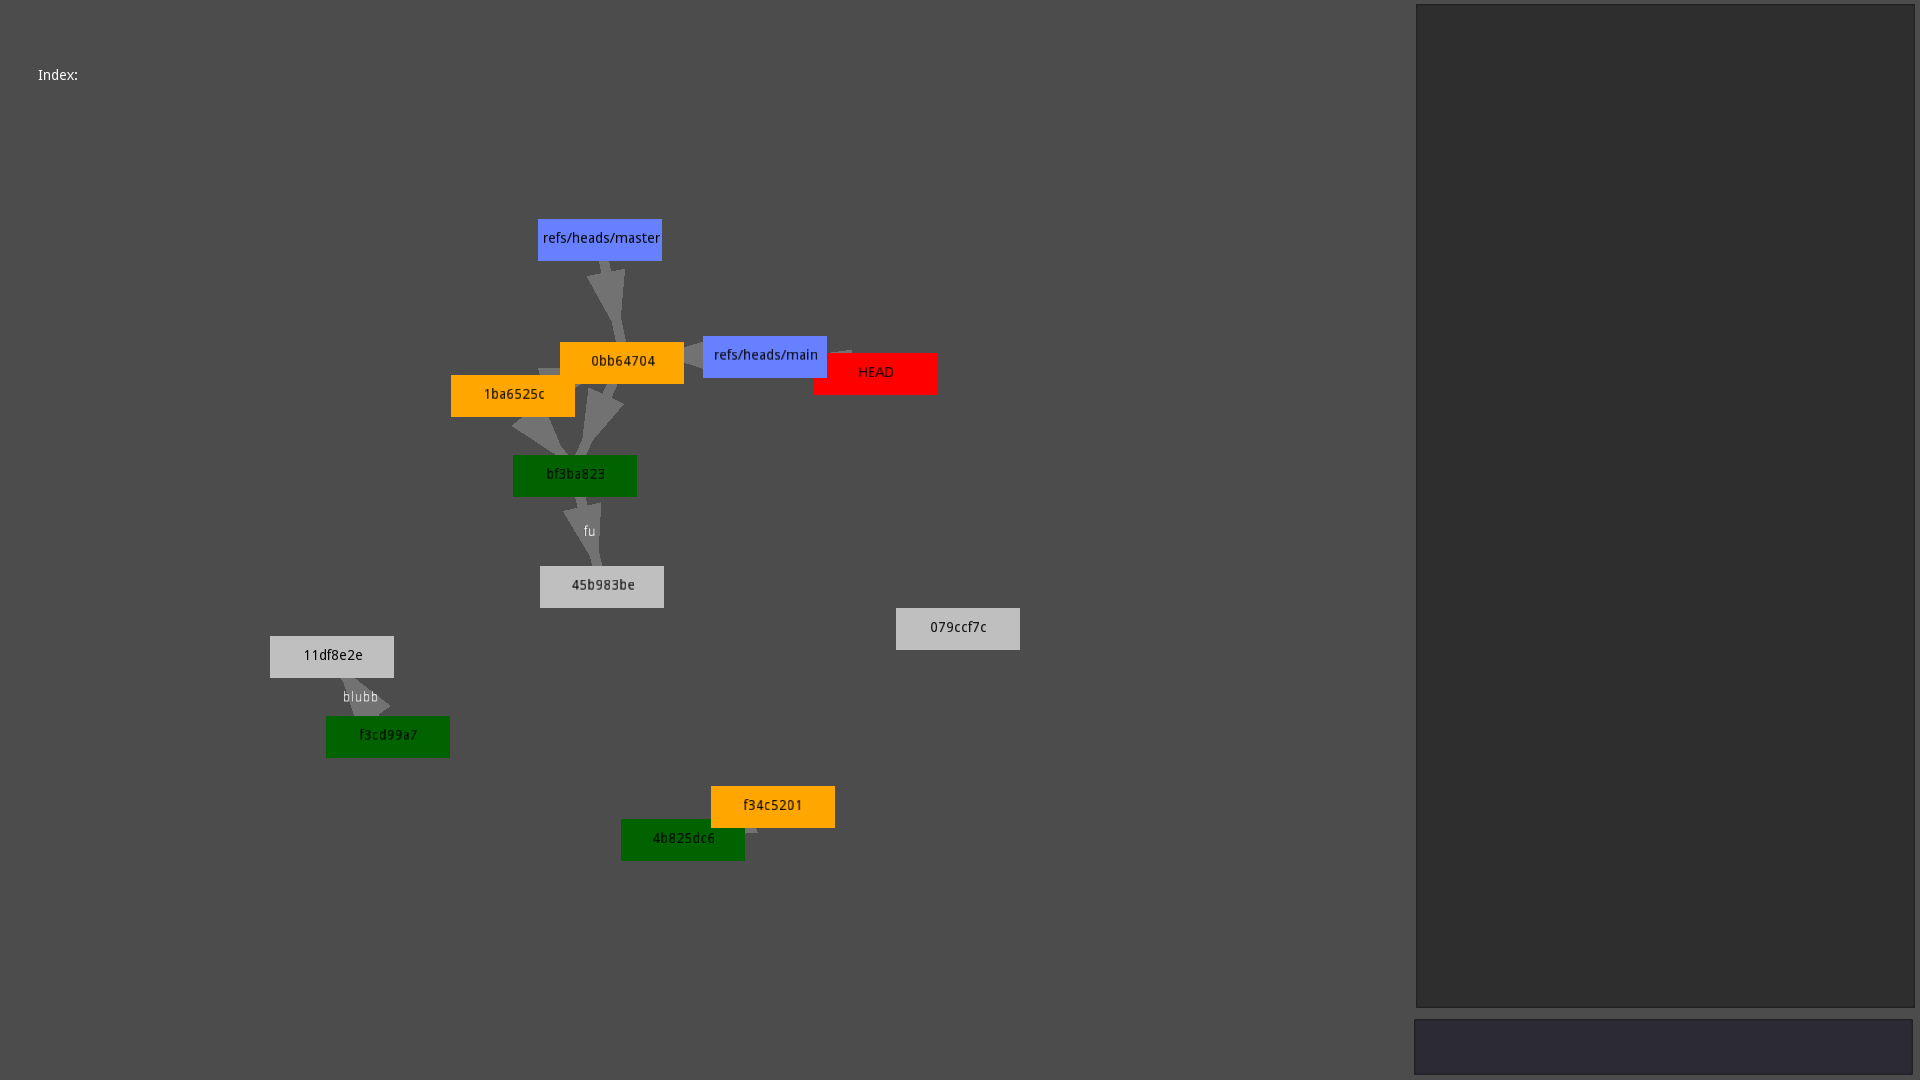 Index:
refs/heads/master
0bb64704
refs/heads/main
HEAD
1ba6525c
bf3ba823
fu
45b983be
079ccf7c
11df8e2e
blubb
f3cd99a7
f34c5201
4b825dc6